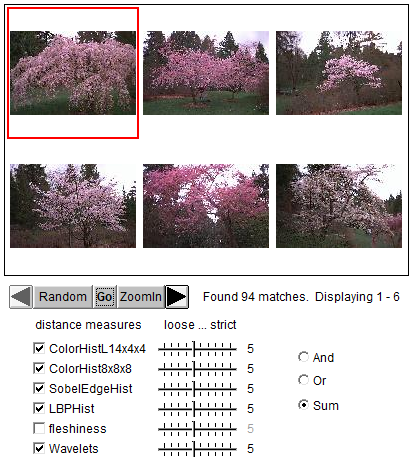 Random Go ZoomIn Found 94 matches. Displaying 1 - 6
distance measures loose ... strict
ColorHistL14x4x4 5
ColorHist8x8x8 5
SobelEdgeHist 5
LBPHist 5
fleshiness 5
Wavelets 5
And
Or
Sum